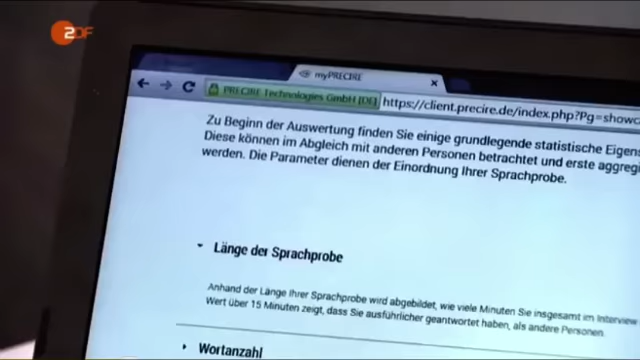 ZDF
myPRECIRE
PRECIRE Technologies GmbH [DE] https://client.precire.de/index.php?Pg=showc
Zu Beginn der Auswertung finden Sie einige grundlegende statistische Eigens
Diese können im Abgleich mit anderen Personen betrachtet und erste aggregi
werden. Die Parameter dienen der Einordnung Ihrer Sprachprobe.
Länge der Sprachprobe
Anhand der Länge Ihrer Sprachprobe wird abgebildet, wie viele Minuten Sie insgesamt im Interview
Wert über 15 Minuten zeigt, dass Sie ausführlicher geantwortet haben, als andere Personen.
Wortanzahl